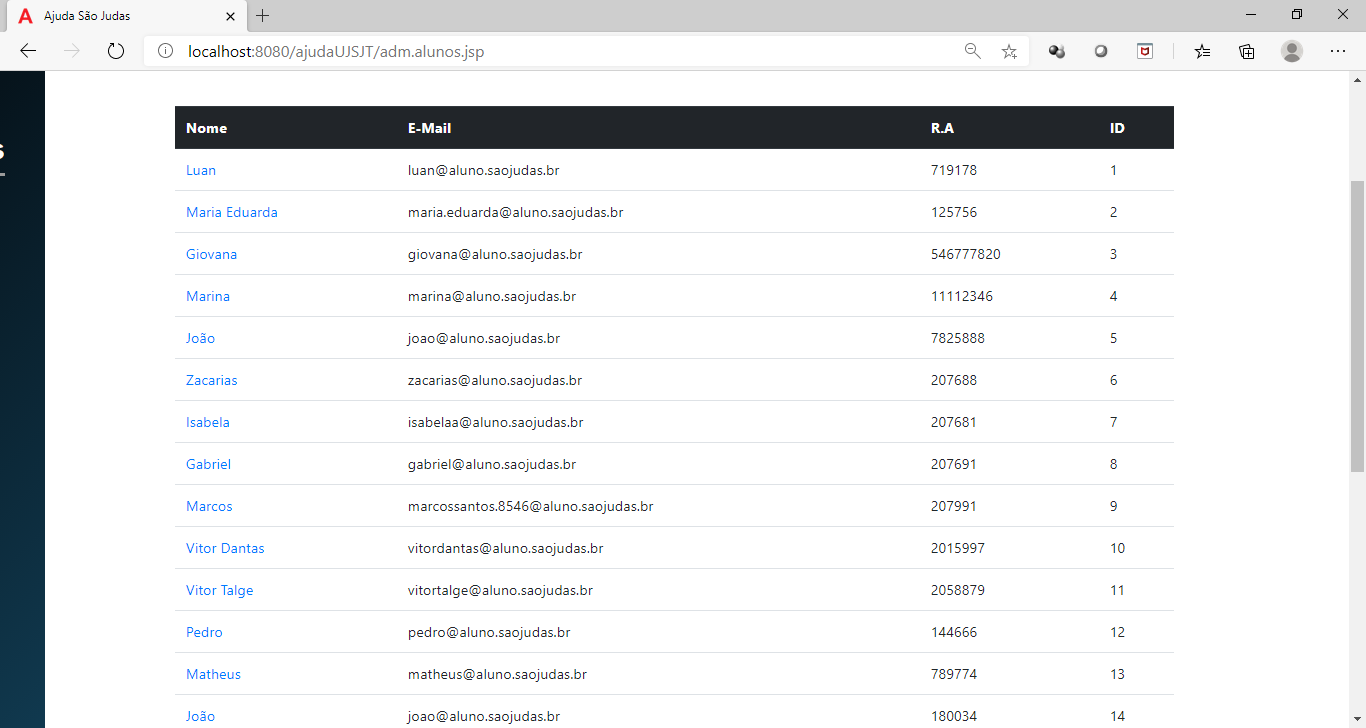 Ajuda São Judas
localhost:8080/ajudaUJSJT/adm.alunos.jsp
s
Nome E-Mail R.A ID
Luan luan@aluno.saojudas.br 719178 1
Maria Eduarda maria.eduarda@aluno.saojudas.br 125756 2
Giovana giovana@aluno.saojudas.br 546777820 3
Marina marina@aluno.saojudas.br 11112346 4
João joao@aluno.saojudas.br 7825888 5
Zacarias zacarias@aluno.saojudas.br 207688 6
Isabela isabelaa@aluno.saojudas.br 207681 7
Gabriel gabriel@aluno.saojudas.br 207691 8
Marcos marcossantos.8546@aluno.saojudas.br 207991 9
Vitor Dantas vitordantas@aluno.saojudas.br 2015997 10
Vitor Talge vitortalge@aluno.saojudas.br 2058879 11
Pedro pedro@aluno.saojudas.br 144666 12
Matheus matheus@aluno.saojudas.br 789774 13
João joao@aluno.saojudas.br 180034 14